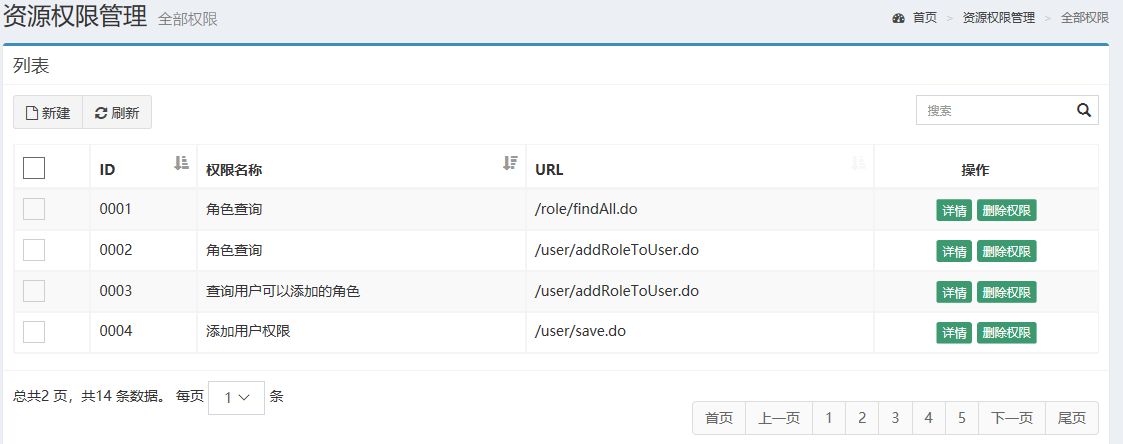 资源权限管理 全部权限
首页 > 资源权限管理 > 全部权限
列表
新建 刷新
搜索
ID 权限名称 URL 操作
0001 角色查询 /role/findAll.do 详情 删除权限
0002 角色查询 /user/addRoleToUser.do 详情 删除权限
0003 查询用户可以添加的角色 /user/addRoleToUser.do 详情 删除权限
0004 添加用户权限 /user/save.do 详情 删除权限
总共2 页，共14 条数据。 每页 1 条
首页 上一页 1 2 3 4 5 下一页 尾页